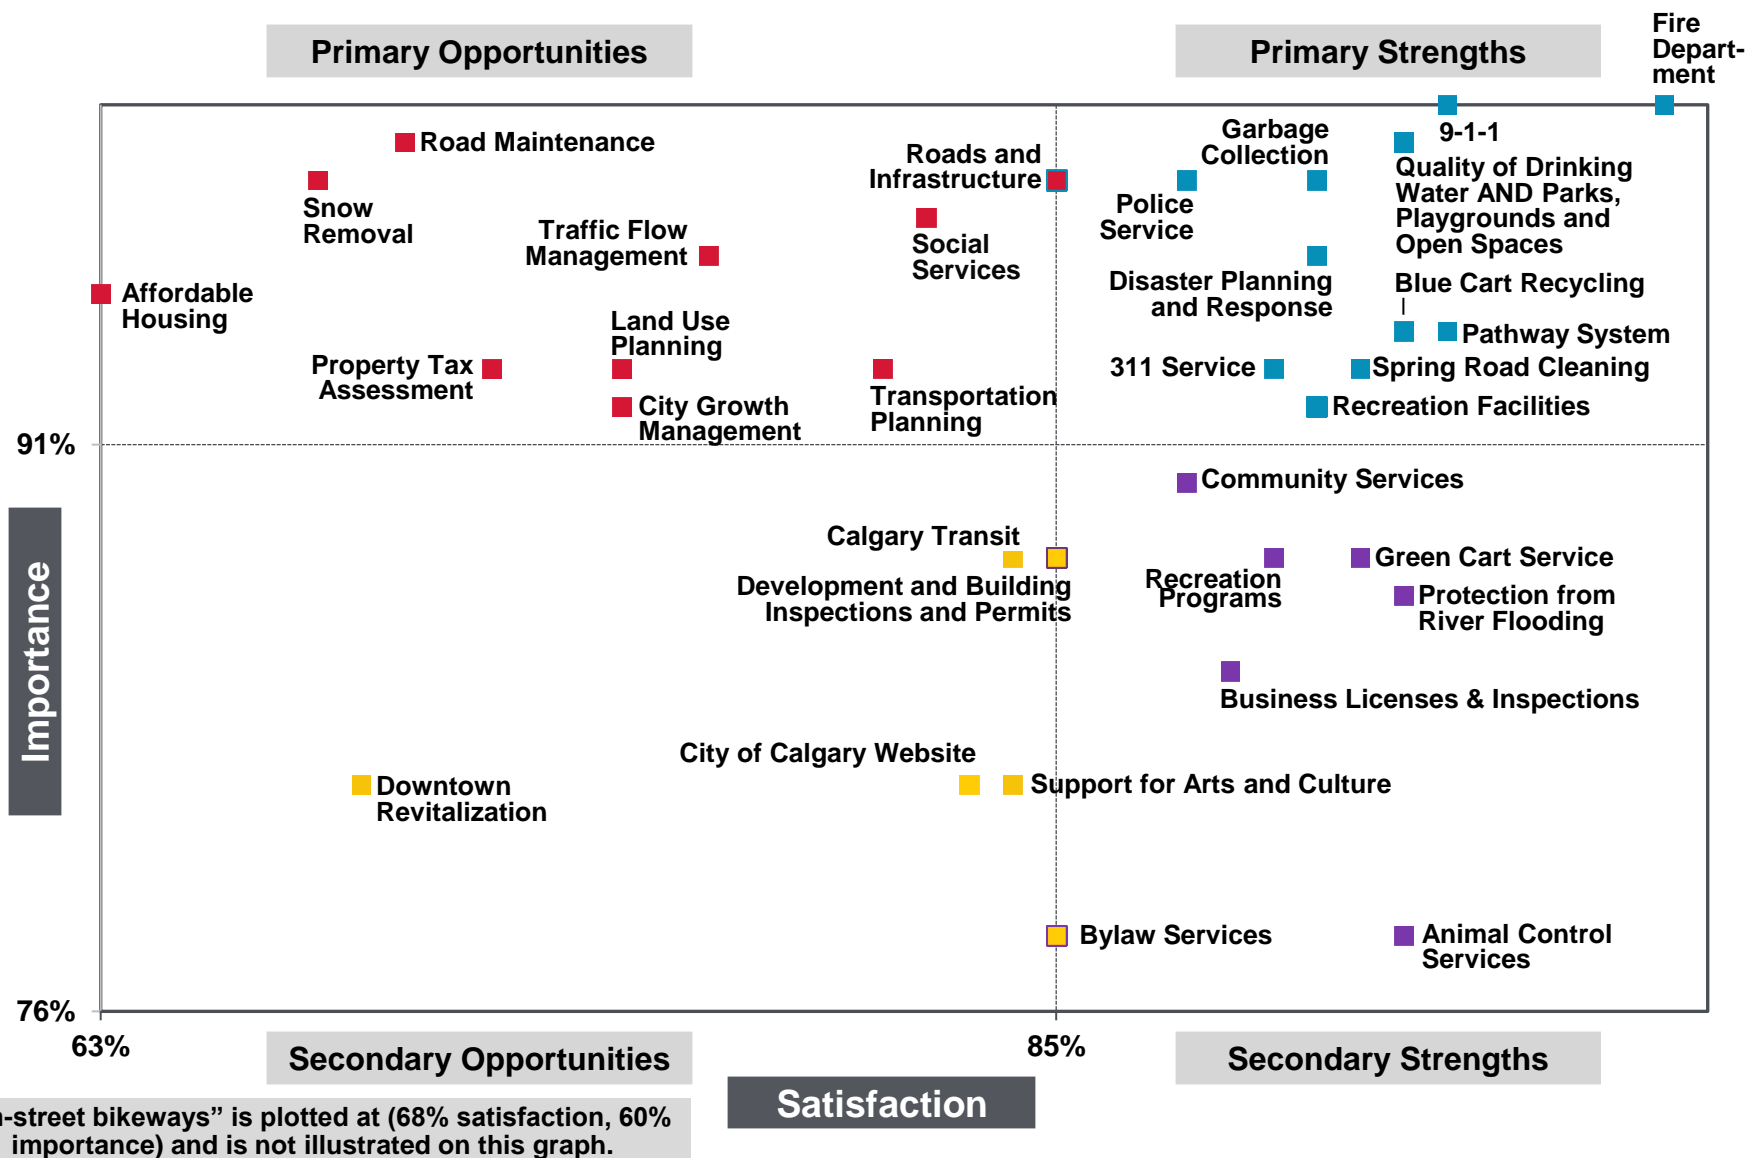 Primary Opportunities
Primary Strengths
Fire
Depart-
ment
Road Maintenance
Snow
Removal
Traffic Flow
Management
Affordable
Housing
Land Use
Planning
Property Tax
Assessment
City Growth
Management
Roads and
Infrastructure
Social
Services
Transportation
Planning
Garbage
Collection
9-1-1
Police
Service
Quality of Drinking
Water AND Parks,
Playgrounds and
Open Spaces
Disaster Planning
and Response
Blue Cart Recycling
Pathway System
311 Service
Spring Road Cleaning
Recreation Facilities
91%
Community Services
Calgary Transit
Development and Building
Inspections and Permits
Recreation
Programs
Green Cart Service
Protection from
River Flooding
Business Licenses & Inspections
Importance
City of Calgary Website
Downtown
Revitalization
Support for Arts and Culture
Bylaw Services
Animal Control
Services
76%
63%
85%
Secondary Opportunities
Secondary Strengths
Satisfaction
-street bikeways” is plotted at (68% satisfaction, 60%
importance) and is not illustrated on this graph.